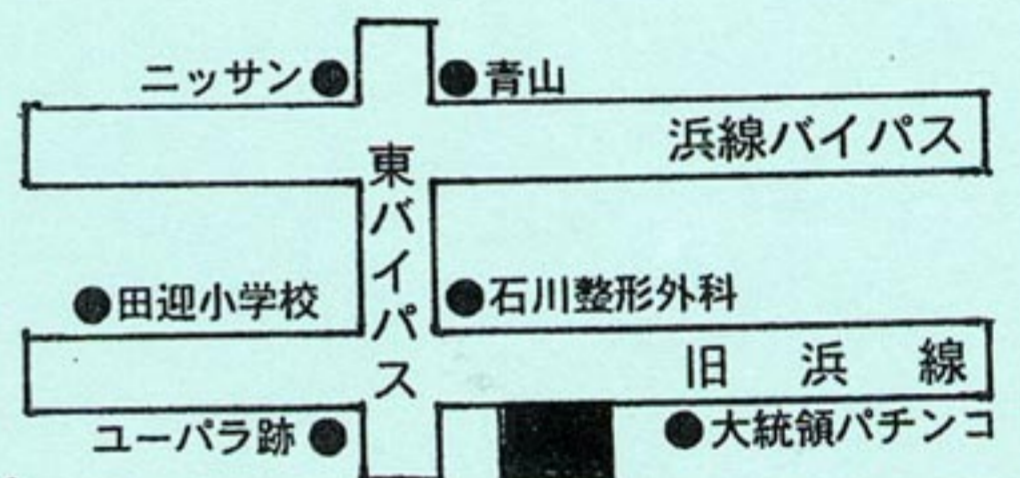 ニッサン●
●青山
浜線バイパス
東バイパス
●田迎小学校
●石川整形外科
旧浜線
ユーパラ跡●
●大統領パチンコ